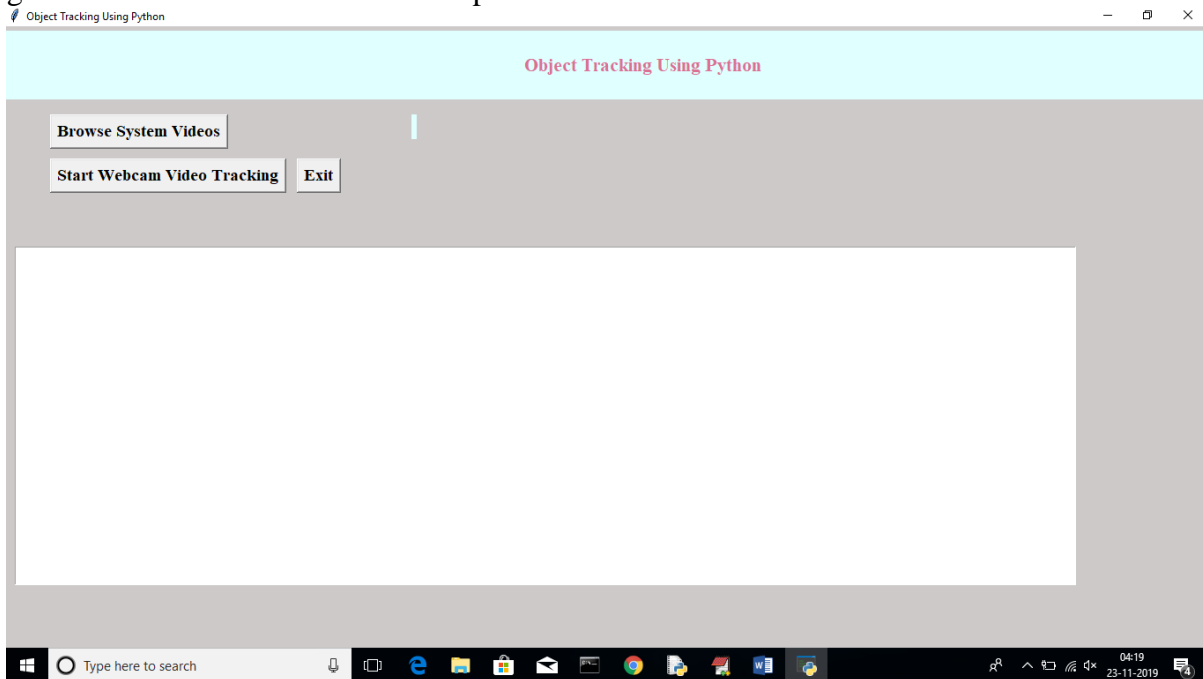 Object Tracking Using Python
Object Tracking Using Python
Browse System Videos
Start Webcam Video Tracking Exit
Type here to search
04:19
23-11-2019
4